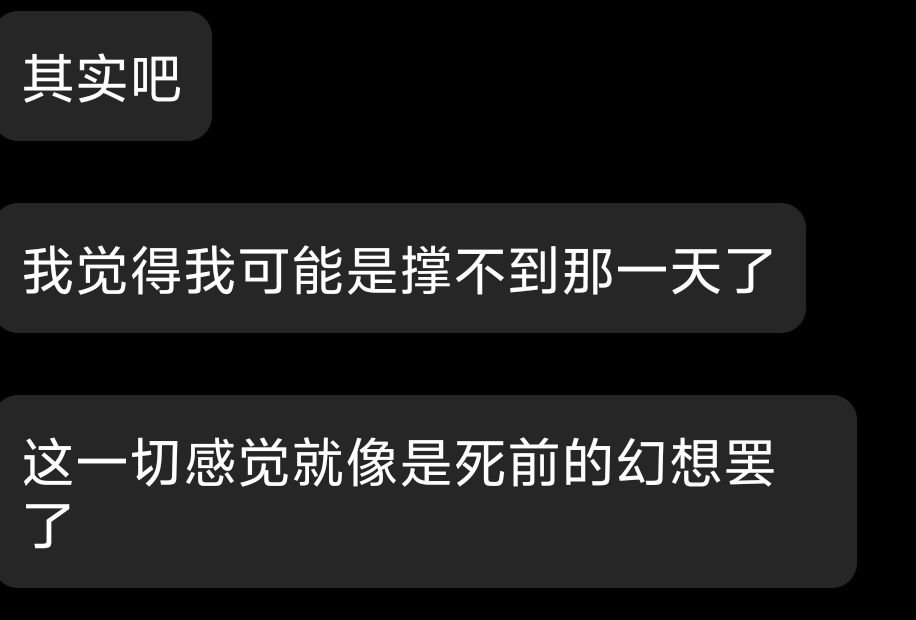 其实吧
我觉得我可能是撑不到那一天了
这一切感觉就像是死前的幻想罢
了